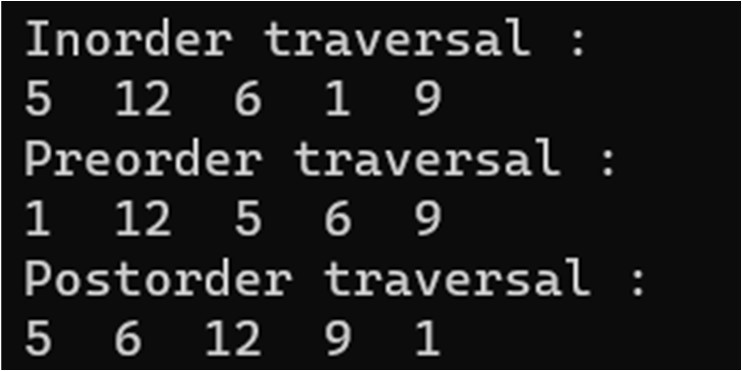 Inorder traversal :
5  12  6  1  9
Preorder traversal :
1  12  5  6  9
Postorder traversal :
5  6  12  9  1